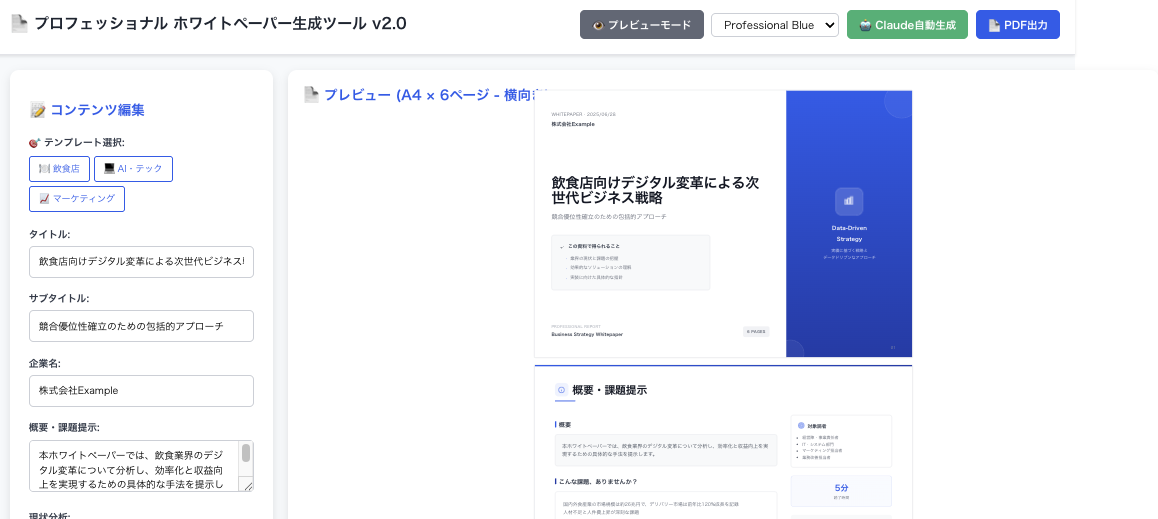 プロフェッショナル ホワイトペーパー生成ツール v2.0
プレビューモード
Professional Blue
Claude自動生成
PDF出力
コンテンツ編集
テンプレート選択:
飲食店
AI・テック
マーケティング
タイトル:
飲食店向けデジタル変革による次世代ビジネス
サブタイトル:
競合優位性確立のための包括的アプローチ
企業名:
株式会社Example
概要・課題提示:
本ホワイトペーパーでは、飲食業界のデジ
タル変革について分析し、効率化と収益向
上を実現するための具体的な手法を提示し
現状分析:
プレビュー (A4 × 6ページ - 横向き
WHITEPAPER · 2025/06/26
株式会社Example
飲食店向けデジタル変革による次
世代ビジネス戦略
競合優位性確立のための包括的アプローチ
この資料で得られること
業界の現状と課題の把握
効果的なソリューションの理解
実装に向けた具体的な指針
PROFESSIONAL REPORT
Business Strategy Whitepaper
6 PAGES
Data-Driven
Strategy
実績に基づく戦略と
データドリブンなアプローチ
01
概要・課題提示
概要
本ホワイトペーパーでは、飲食業界のデジタル変革について分析し、効率化と収益向上を実
現するための具体的な手法を提示します。
こんな課題、ありませんか？
国内外食産業の市場規模は約26兆円で、デリバリー市場は前年比120%成長を記録
人材不足と人件費上昇が深刻な課題
対象読者
経営層・事業責任者
IT・システム部門
マーケティング担当者
業務改善担当者
5分
読了時間